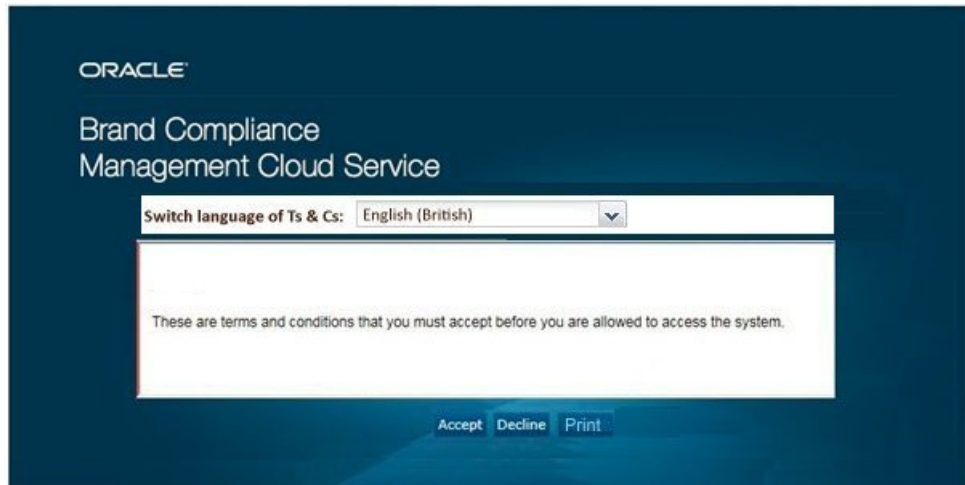 ORACLE
Brand Compliance
Management Cloud Service
Switch language of Ts & Cs: English (British)
These are terms and conditions that you must accept before you are allowed to access the system.
Accept Decline Print